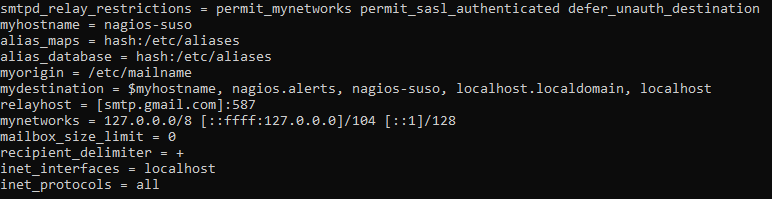 smtpd_relay_restrictions = permit_mynetworks permit_sasl_authenticated defer_unauth_destination
myhostname = nagios-suso
alias_maps = hash:/etc/aliases
alias_database = hash:/etc/aliases
myorigin = /etc/mailname
mydestination = $myhostname, nagios.alerts, nagios-suso, localhost.localdomain, localhost
relayhost = [smtp.gmail.com]:587
mynetworks = 127.0.0.0/8 [::ffff:127.0.0.0]/104 [::1]/128
mailbox_size_limit = 0
recipient_delimiter = +
inet_interfaces = localhost
inet_protocols = all